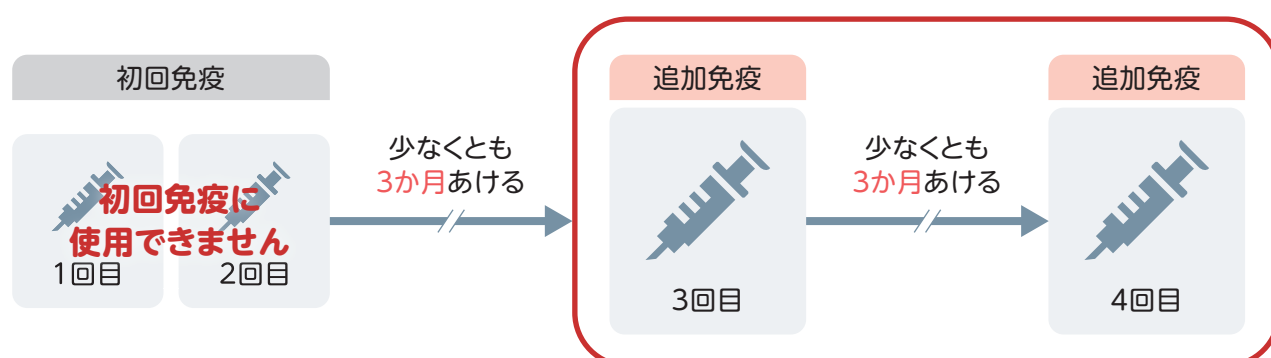 初回免疫
初回免疫に
使用できません
1回目
2回目
少なくとも
3か月あける
追加免疫
3回目
少なくとも
3か月あける
追加免疫
4回目